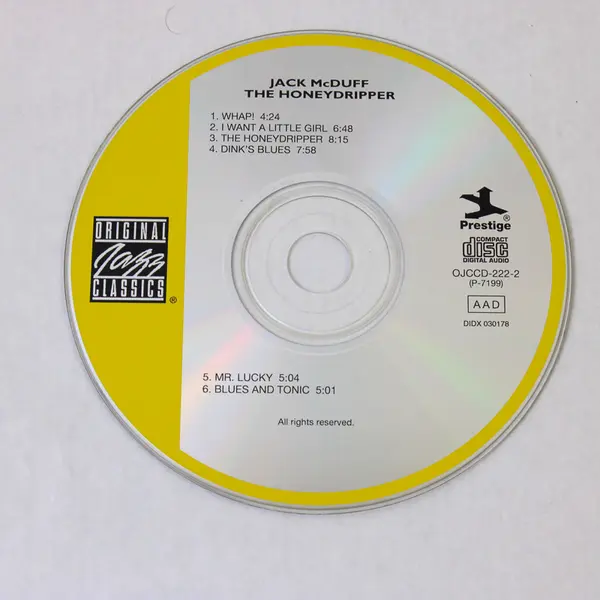 JACK McDUFF
THE HONEYDRIPPER
1. WHAP! 4:24
2. I WANT A LITTLE GIRL 6:48
3. THE HONEYDRIPPER 8:15
4. DINK'S BLUES 7:58
ORIGINAL
Jazz
CLASSICS®
Prestige®
COMPACT
disc
DIGITAL AUDIO
OJCCD-222-2
(P-7199)
AAD
DIDX 030178
5. MR. LUCKY 5:04
6. BLUES AND TONIC 5:01
All rights reserved.